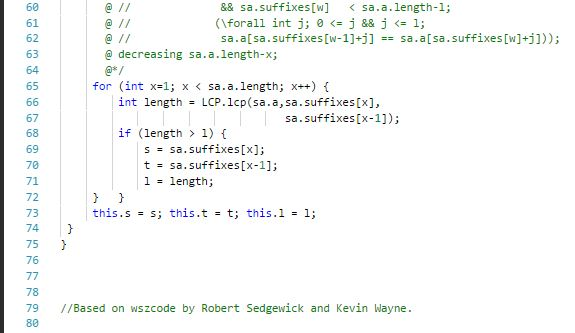 60 @ // && sa.suffixes[w] < sa.a.length-l;
61 @ // (\forall int j; 0 <= j && j <= l;
62 @ // sa.a[sa.suffixes[w-1]+j] == sa.a[sa.suffixes[w]+j]));
63 @ decreasing sa.a.length-x;
64 @*/
65 for (int x=1; x < sa.a.length; x++) {
66 int length = LCP.lcp(sa.a,sa.suffixes[x],
67 sa.suffixes[x-1]);
68 if (length > l) {
69 s = sa.suffixes[x];
70 t = sa.suffixes[x-1];
71 l = length;
72 } }
73 this.s = s; this.t = t; this.l = l;
74 }
75 }
76
77
78
79 //Based on wszcode by Robert Sedgewick and Kevin Wayne.
80